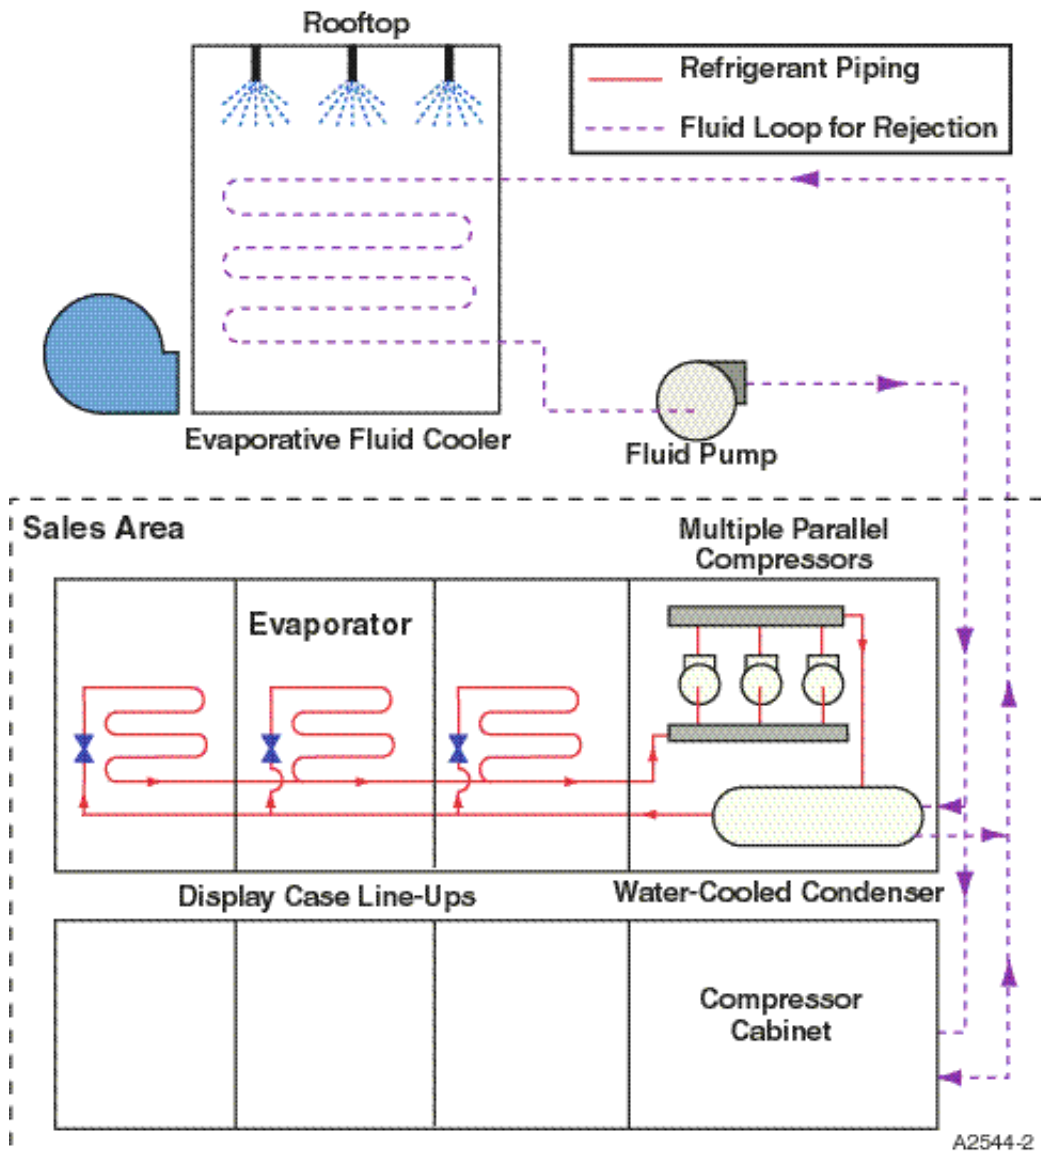 Rooftop
Refrigerant Piping
Fluid Loop for Rejection
Evaporative Fluid Cooler
Fluid Pump
Sales Area
Multiple Parallel
Compressors
Evaporator
Display Case Line-Ups
Water-Cooled Condenser
Compressor
Cabinet
A2544-2